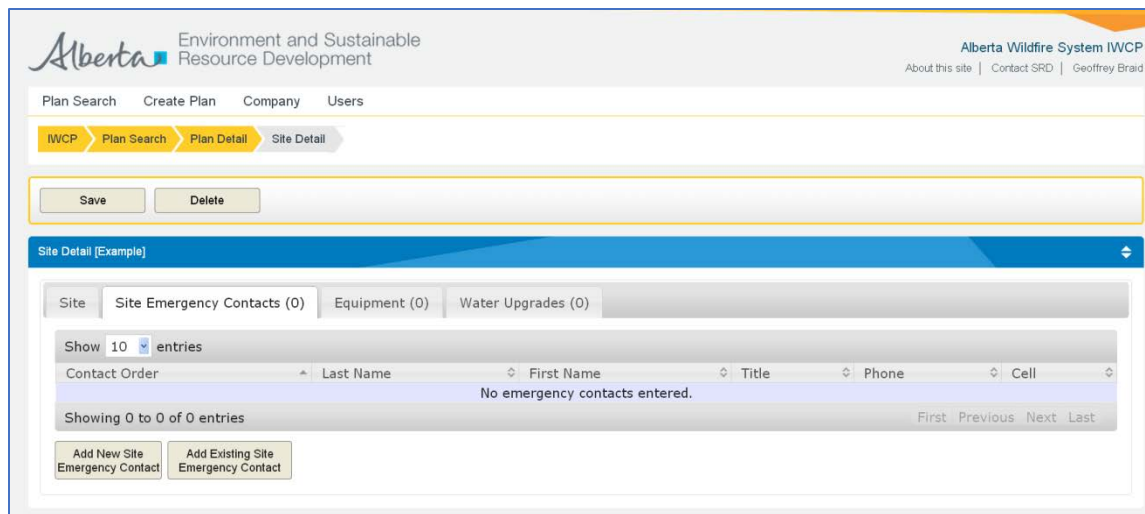 Alberta
Environment and Sustainable
Resource Development
Alberta Wildfire System IWCP
About this site | Contact SRD | Geoffrey Braid
Plan Search Create Plan Company Users
IWCP Plan Search Plan Detail Site Detail
Save Delete
Site Detail [Example]
Site Site Emergency Contacts (0) Equipment (0) Water Upgrades (0)
Show 10 entries
Contact Order Last Name First Name Title Phone Cell
No emergency contacts entered.
Showing 0 to 0 of 0 entries First Previous Next Last
Add New Site
Emergency Contact
Add Existing Site
Emergency Contact